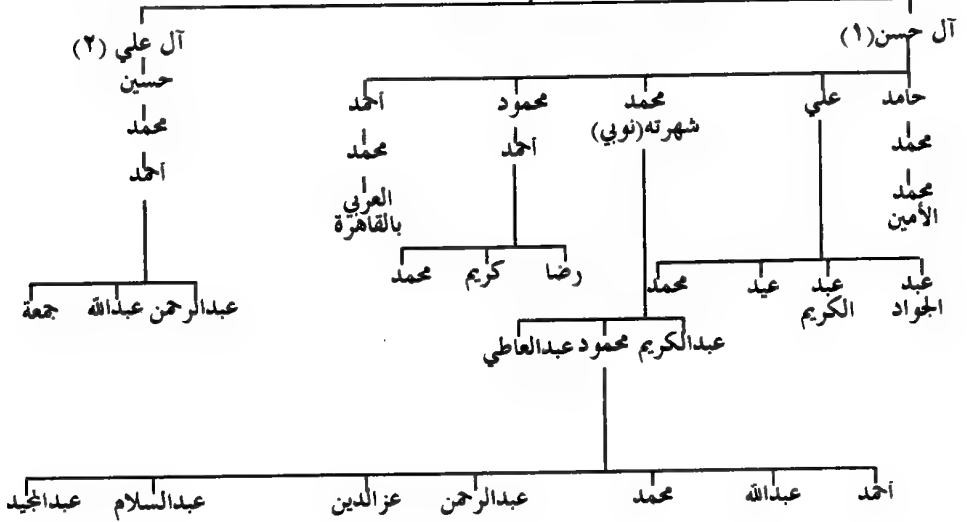 آل حسن (١)
آل علي (٢)
حامد
علي
محمد
شهرته (نوبي)
محمود
أحمد
حسين
محمد
أحمد
محمد
محمد
أحمد
محمد
الأمين
العربي
بالقاهرة
عبد
الجواد
عبد
الكريم
عيد
محمد
رضا
كريم
محمد
عبدالرحمن
عبدالله
جمعة
عبدالكريم
محمود
عبدالعاطي
أحمد
عبدالله
محمد
عبدالرحمن
عزالدين
عبدالسلام
عبدالمجيد